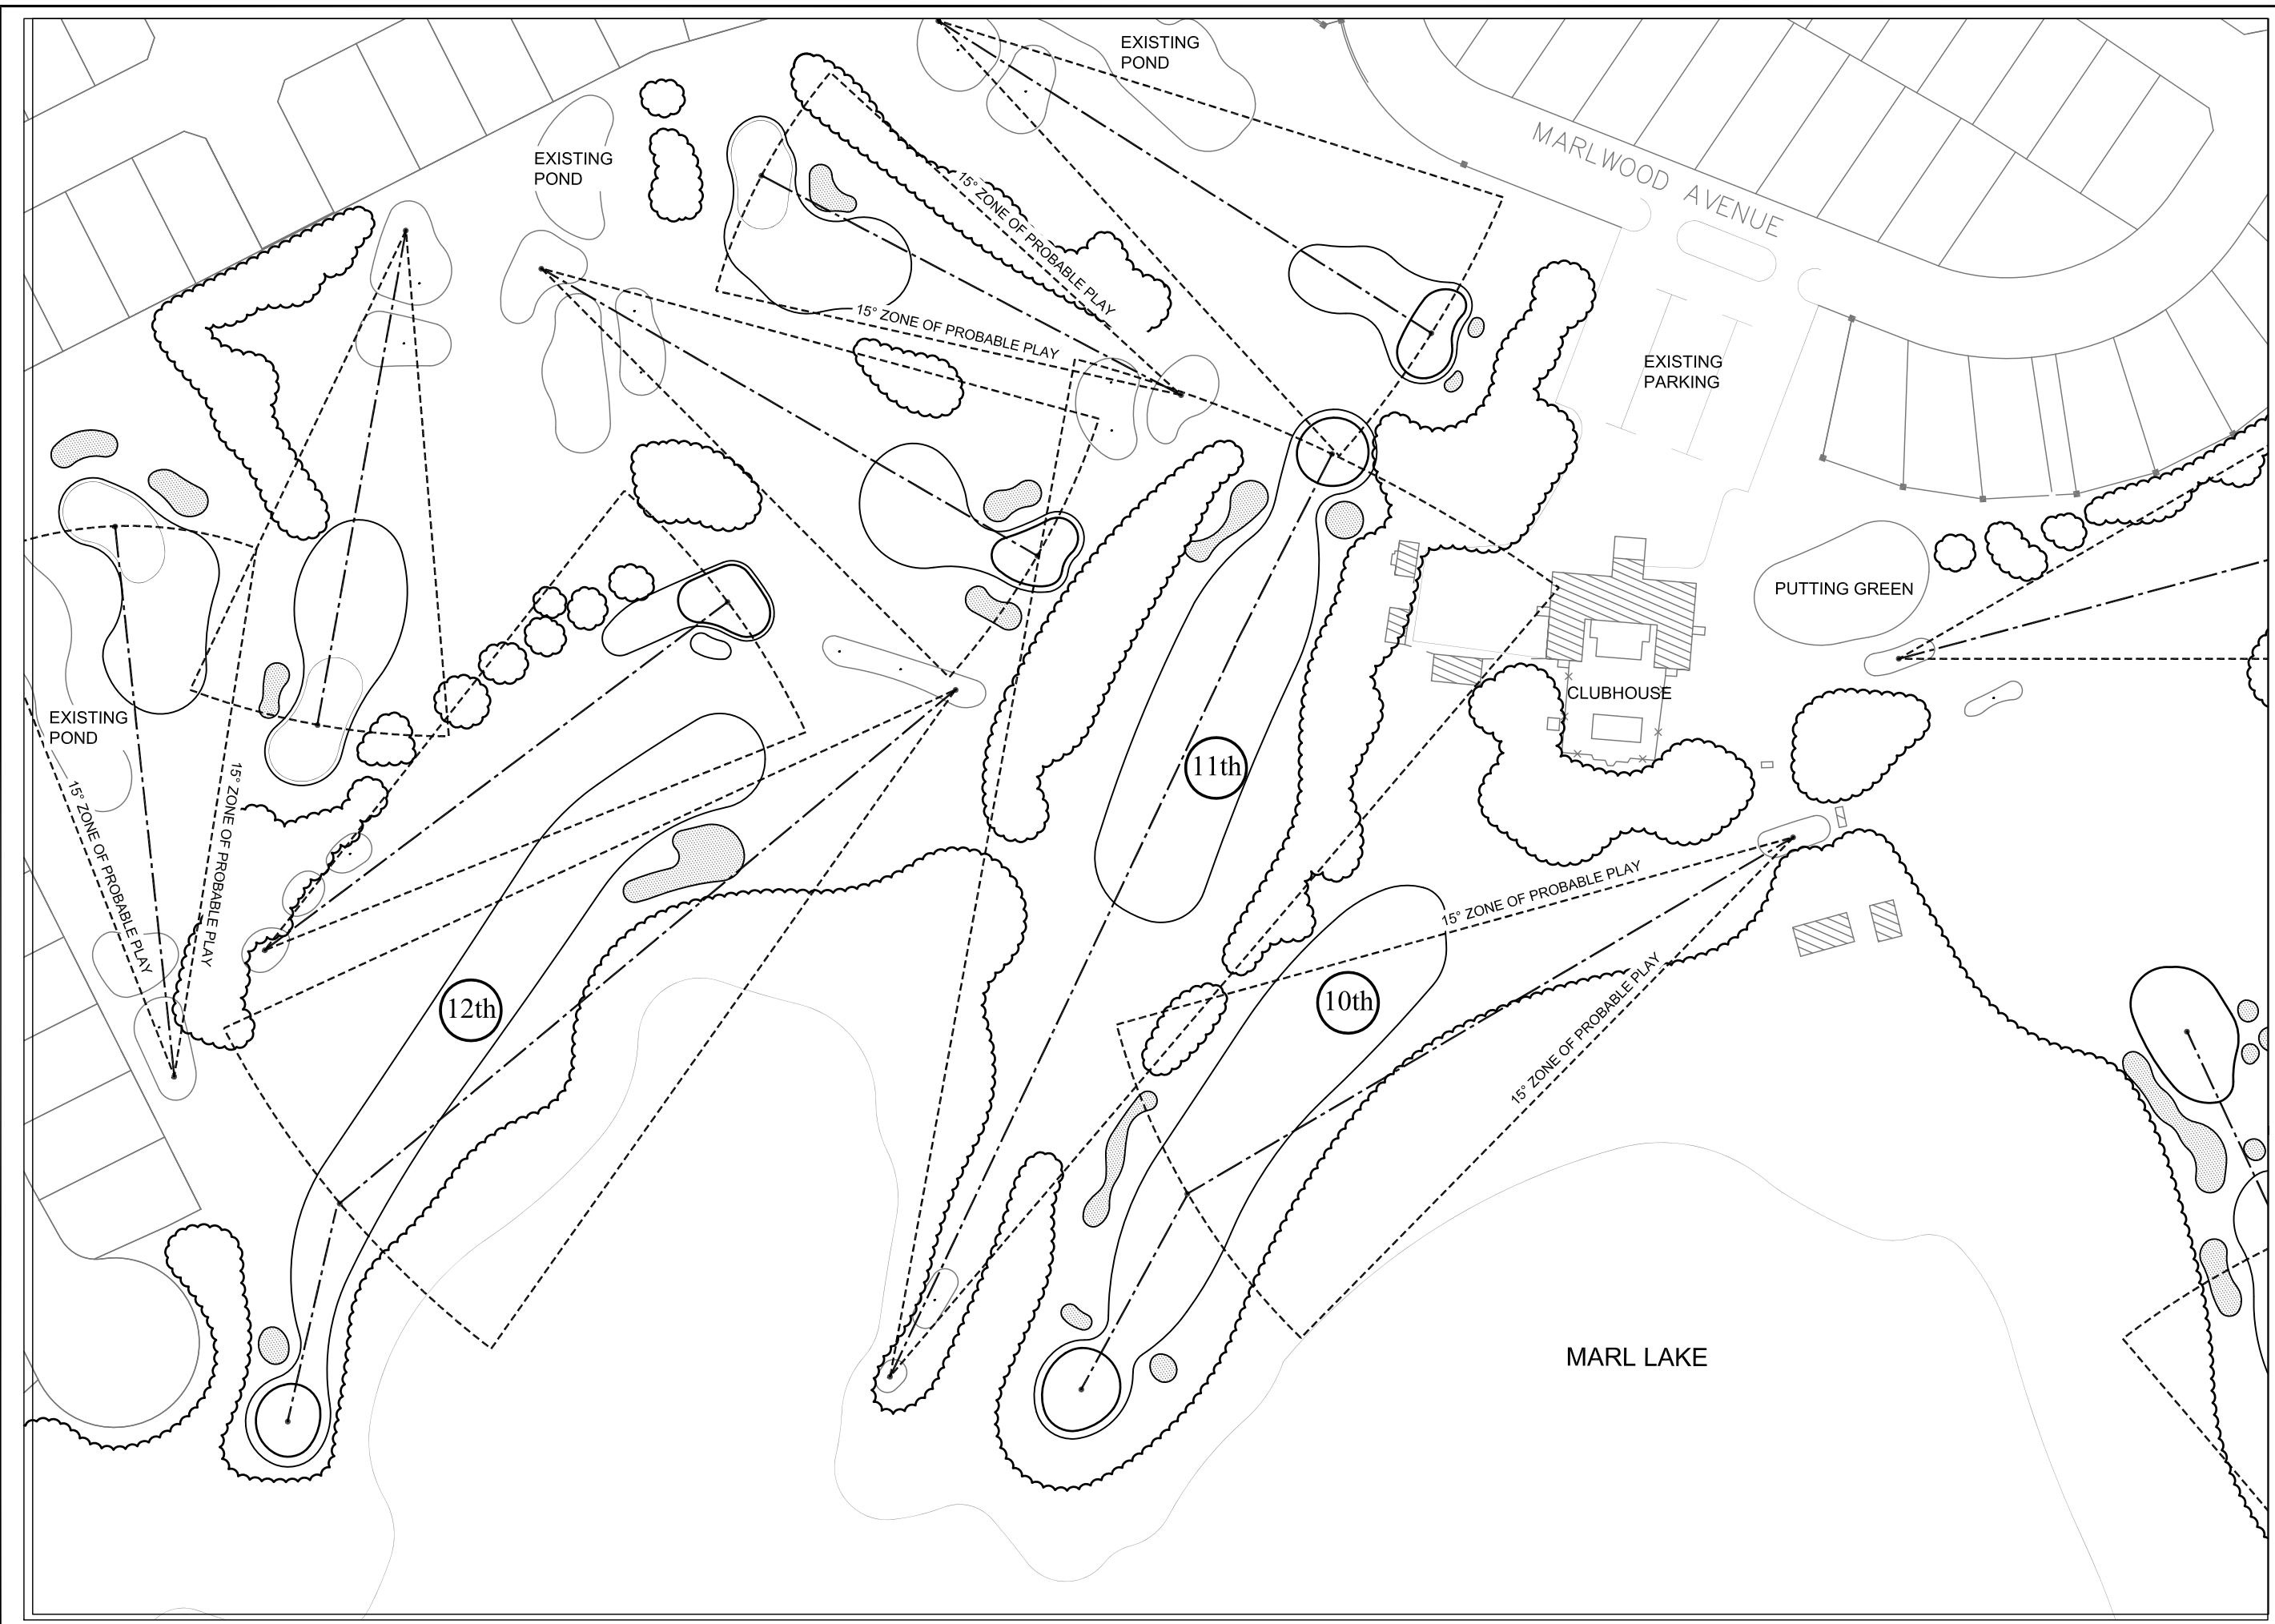 EXISTING
POND
MARLWOOD AVENUE
EXISTING
POND
15° ZONE OF PROBABLE PLAY
15° ZONE OF PROBABLE PLAY
EXISTING
PARKING
PUTTING GREEN
CLUBHOUSE
EXISTING
POND
11th
15° ZONE OF PROBABLE PLAY
15° ZONE OF PROBABLE PLAY
15° ZONE OF PROBABLE PLAY
12th
10th
15° ZONE OF PROBABLE PLAY
MARL LAKE